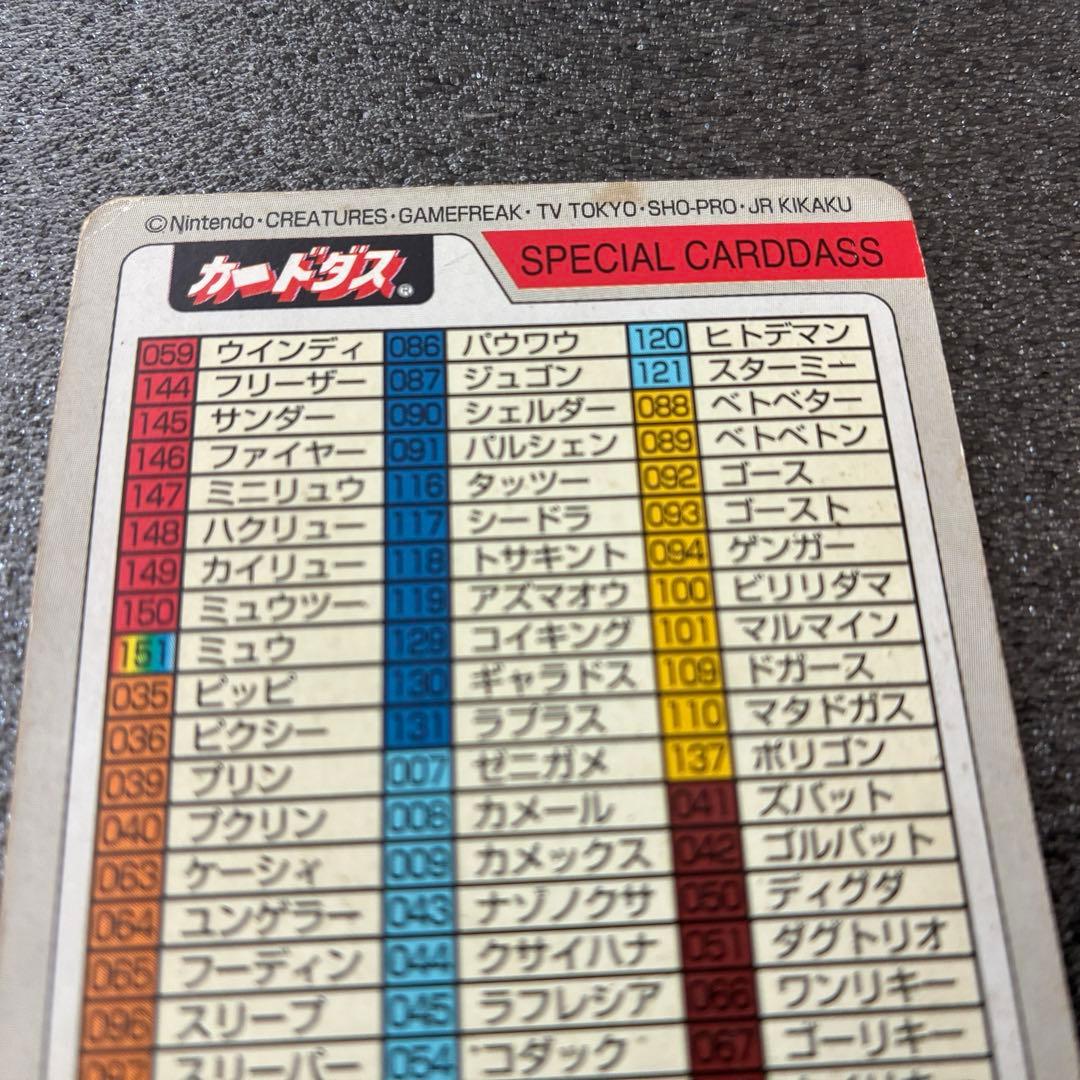 ©Nintendo・CREATURES・GAMEFREAK・TV TOKYO・SHO-PRO・JR KIKAKU
カードダス®
SPECIAL CARDDASS
059 ウインディ 086 パウワウ 120 ヒトデマン
144 フリーザー 087 ジュゴン 121 スターミー
145 サンダー 090 シェルダー 088 ベトベター
146 ファイヤー 091 パルシェン 089 ベトベトン
147 ミニリュウ 116 タッツー 092 ゴース
148 ハクリュー 117 シードラ 093 ゴースト
149 カイリュー 118 トサキント 094 ゲンガー
150 ミュウツー 119 アズマオウ 100 ビリリダマ
151 ミュウ 129 コイキング 101 マルマイン
035 ピッピ 130 ギャラドス 109 ドガース
036 ピクシー 131 ラプラス 110 マタドガス
039 プリン 007 ゼニガメ 137 ポリゴン
040 プクリン 008 カメール 041 ズバット
063 ケーシィ 009 カメックス 042 ゴルバット
064 ユンゲラー 043 ナゾノクサ 050 ディグダ
065 フーディン 044 クサイハナ 051 ダグトリオ
096 スリープ 045 ラフレシア 066 ワンリキー
097 スリーパー 054 コダック 067 ゴーリキー